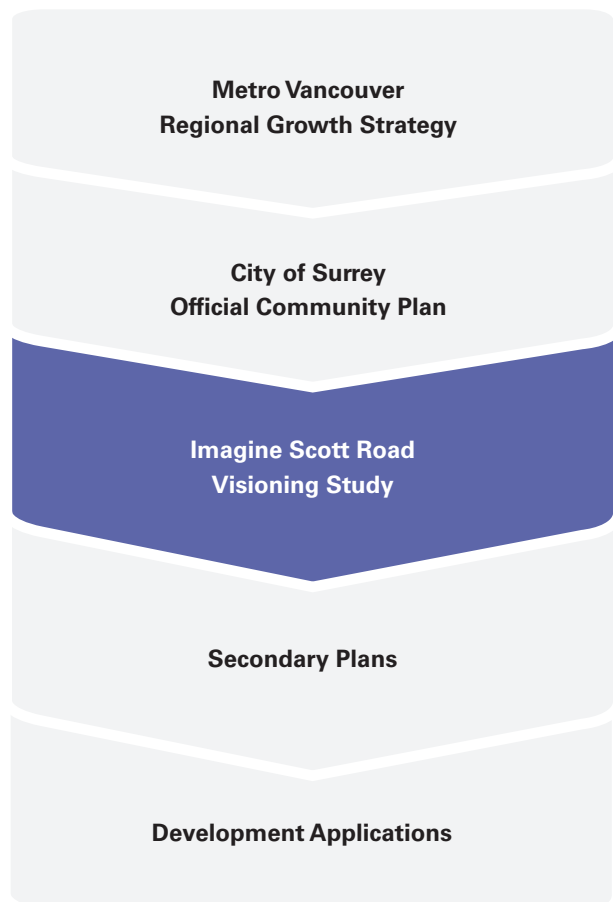 Metro Vancouver
Regional Growth Strategy
City of Surrey
Official Community Plan
Imagine Scott Road
Visioning Study
Secondary Plans
Development Applications